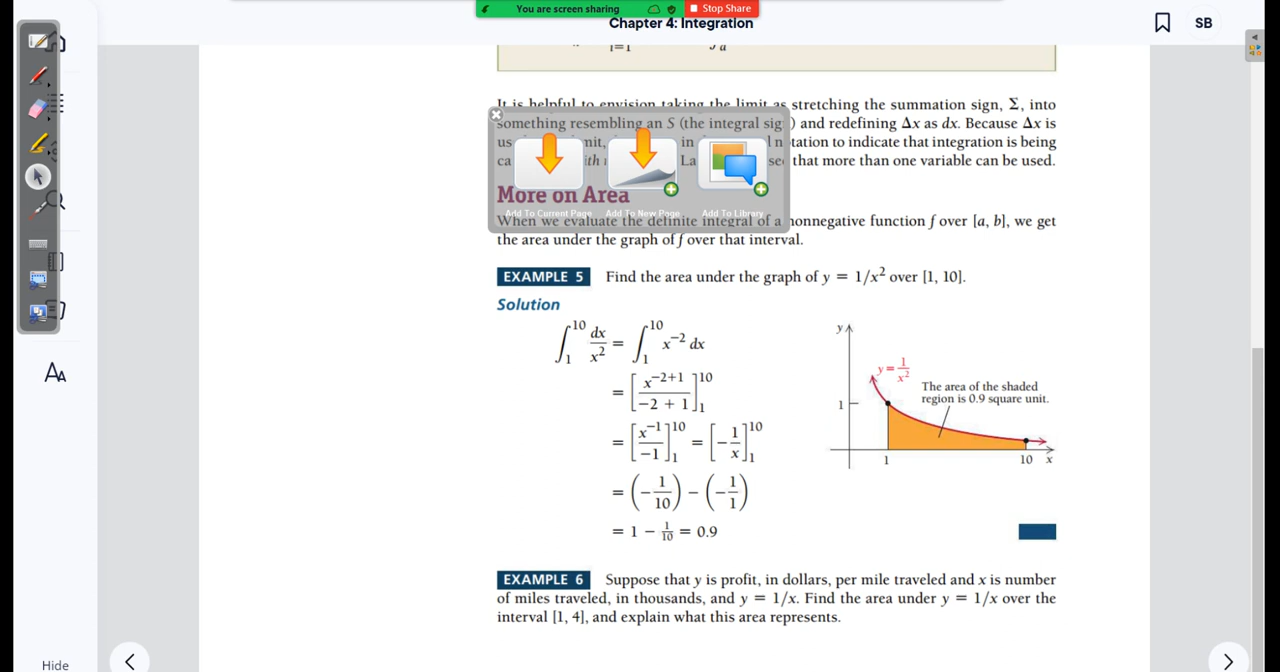 You are screen sharing
Stop Share
Chapter 4: Integration
SB
i=1
a
It is helpful to envision taking the limit as stretching the summation sign, Σ, into
something resembling an S (the integral sig ) and redefining Δx as dx. Because Δx is
us nit, in l n tation to indicate that integration is being
ca ith La se that more than one variable can be used.
More on Area
Add To Current Page
Add To New Page
Add To Library
When we evaluate the definite integral of a nonnegative function f over [a, b], we get
the area under the graph of f over that interval.
EXAMPLE 5 Find the area under the graph of y = 1/x² over [1, 10].
Solution
∫₁¹⁰ dx/x² = ∫₁¹⁰ x⁻² dx
= [x⁻²⁺¹/(−2 + 1)]₁¹⁰
= [x⁻¹/−1]₁¹⁰ = [−1/x]₁¹⁰
= (−1/10) − (−1/1)
= 1 − 1/10 = 0.9
y
y = 1/x²
The area of the shaded
region is 0.9 square unit.
1
1 10 x
EXAMPLE 6 Suppose that y is profit, in dollars, per mile traveled and x is number
of miles traveled, in thousands, and y = 1/x. Find the area under y = 1/x over the
interval [1, 4], and explain what this area represents.
AA
Hide